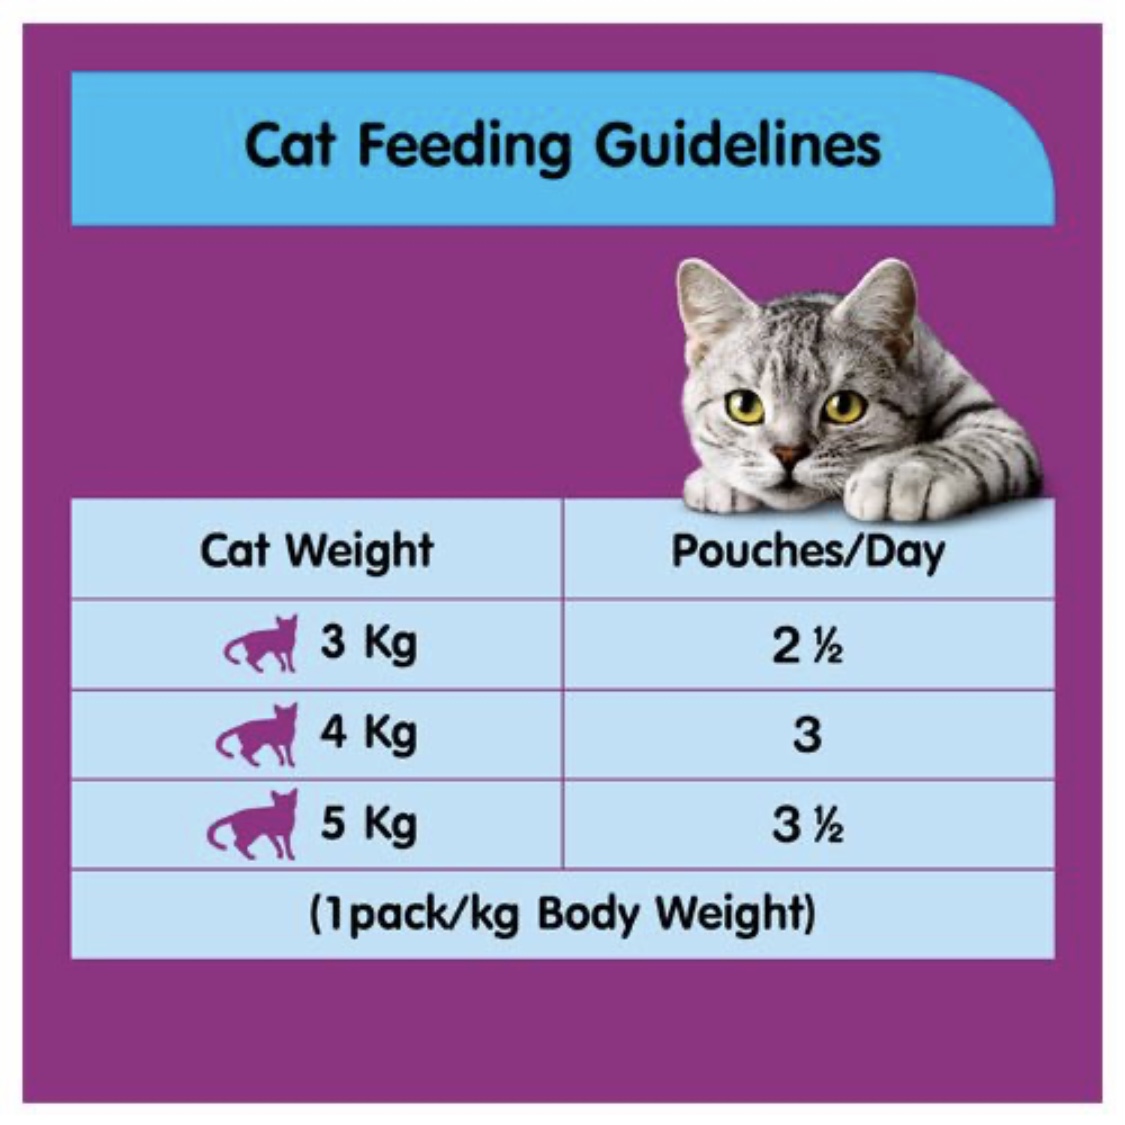 Cat Feeding Guidelines
Cat Weight Pouches/Day
3 Kg 2 ½
4 Kg 3
5 Kg 3 ½
(1pack/kg Body Weight)